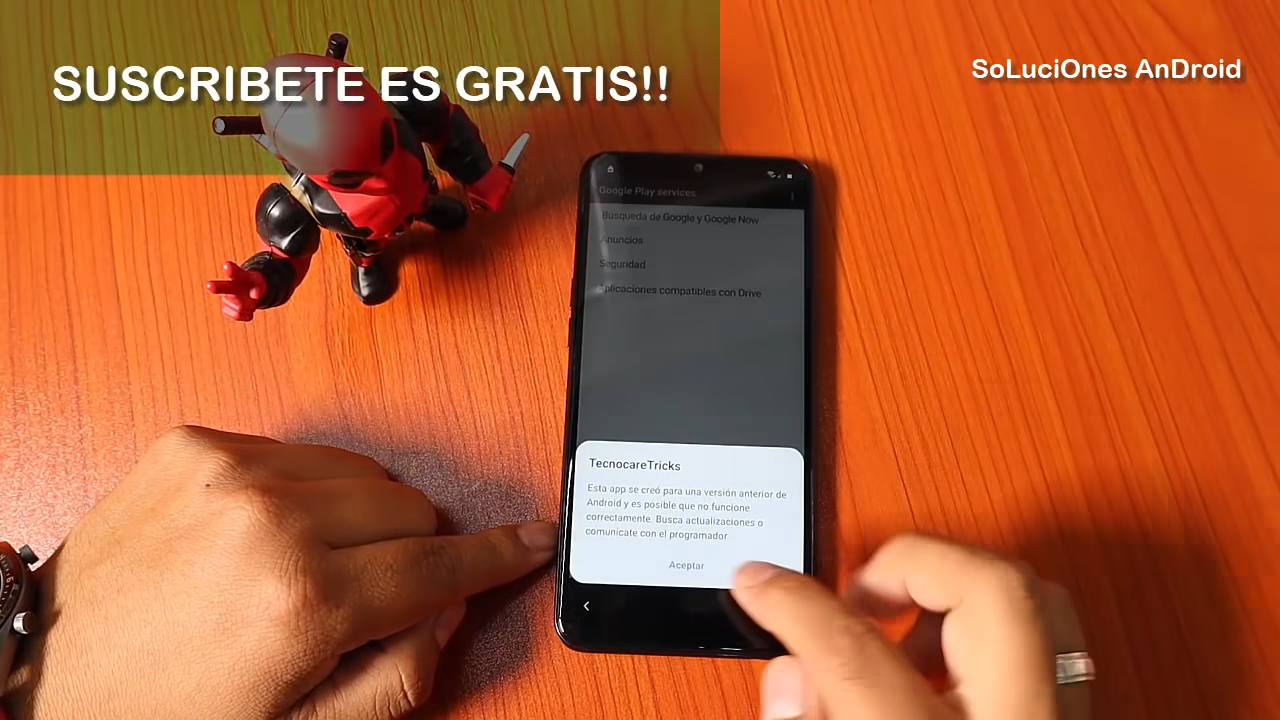 SUSCRIBETE ES GRATIS!!
SoLuciOnes AnDroid
Google Play services
Búsqueda de Google y Google Now
Anuncios
Seguridad
Aplicaciones compatibles con Drive
TecnocareTricks
Esta app se creó para una versión anterior de
Android y es posible que no funcione
correctamente. Busca actualizaciones o
comunícate con el programador.
Aceptar